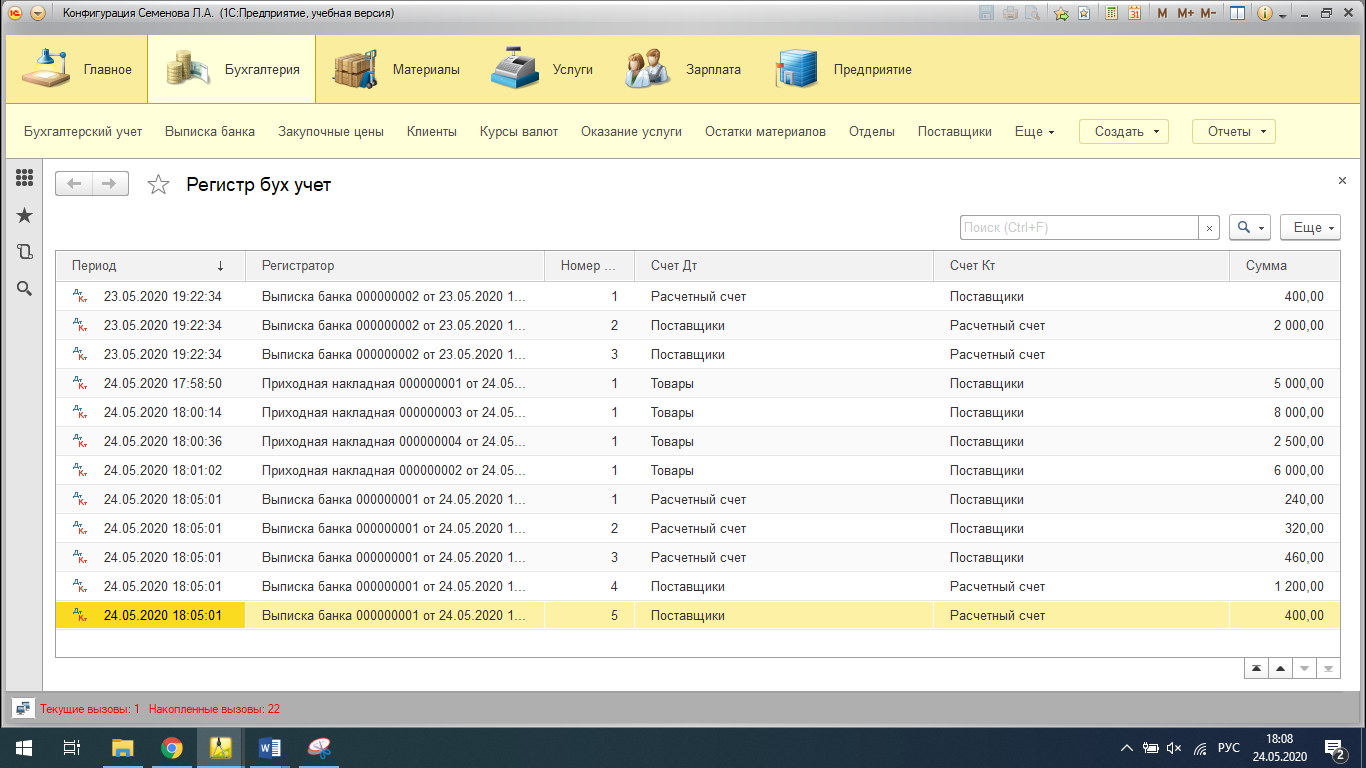 Конфигурация Семенова Л.А. (1С:Предприятие, учебная версия)
M M+ M-
Главное Бухгалтерия Материалы Услуги Зарплата Предприятие
Бухгалтерский учет Выписка банка Закупочные цены Клиенты Курсы валют Оказание услуги Остатки материалов Отделы Поставщики Еще Создать Отчеты
Регистр бух учет
Поиск (Ctrl+F) × Еще
Период ↓ Регистратор Номер ... Счет Дт Счет Кт Сумма
23.05.2020 19:22:34 Выписка банка 000000002 от 23.05.2020 1... 1 Расчетный счет Поставщики 400,00
23.05.2020 19:22:34 Выписка банка 000000002 от 23.05.2020 1... 2 Поставщики Расчетный счет 2 000,00
23.05.2020 19:22:34 Выписка банка 000000002 от 23.05.2020 1... 3 Поставщики Расчетный счет
24.05.2020 17:58:50 Приходная накладная 000000001 от 24.05... 1 Товары Поставщики 5 000,00
24.05.2020 18:00:14 Приходная накладная 000000003 от 24.05... 1 Товары Поставщики 8 000,00
24.05.2020 18:00:36 Приходная накладная 000000004 от 24.05... 1 Товары Поставщики 2 500,00
24.05.2020 18:01:02 Приходная накладная 000000002 от 24.05... 1 Товары Поставщики 6 000,00
24.05.2020 18:05:01 Выписка банка 000000001 от 24.05.2020 1... 1 Расчетный счет Поставщики 240,00
24.05.2020 18:05:01 Выписка банка 000000001 от 24.05.2020 1... 2 Расчетный счет Поставщики 320,00
24.05.2020 18:05:01 Выписка банка 000000001 от 24.05.2020 1... 3 Расчетный счет Поставщики 460,00
24.05.2020 18:05:01 Выписка банка 000000001 от 24.05.2020 1... 4 Поставщики Расчетный счет 1 200,00
24.05.2020 18:05:01 Выписка банка 000000001 от 24.05.2020 1... 5 Поставщики Расчетный счет 400,00
Текущие вызовы: 1 Накопленные вызовы: 22
РУС
18:08
24.05.2020
2